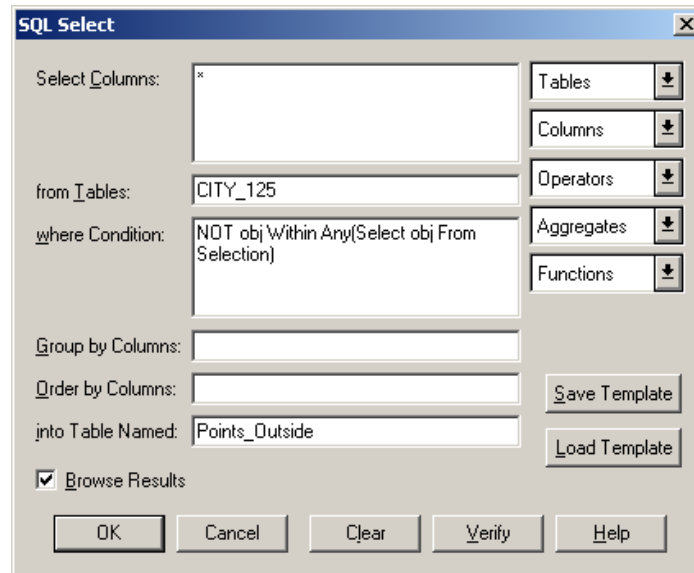 SQL Select
Select Columns:
*
Tables
Columns
from Tables:
CITY_125
Operators
where Condition:
NOT obj Within Any(Select obj From
Selection)
Aggregates
Functions
Group by Columns:
Order by Columns:
Save Template
into Table Named:
Points_Outside
Load Template
Browse Results
OK
Cancel
Clear
Verify
Help